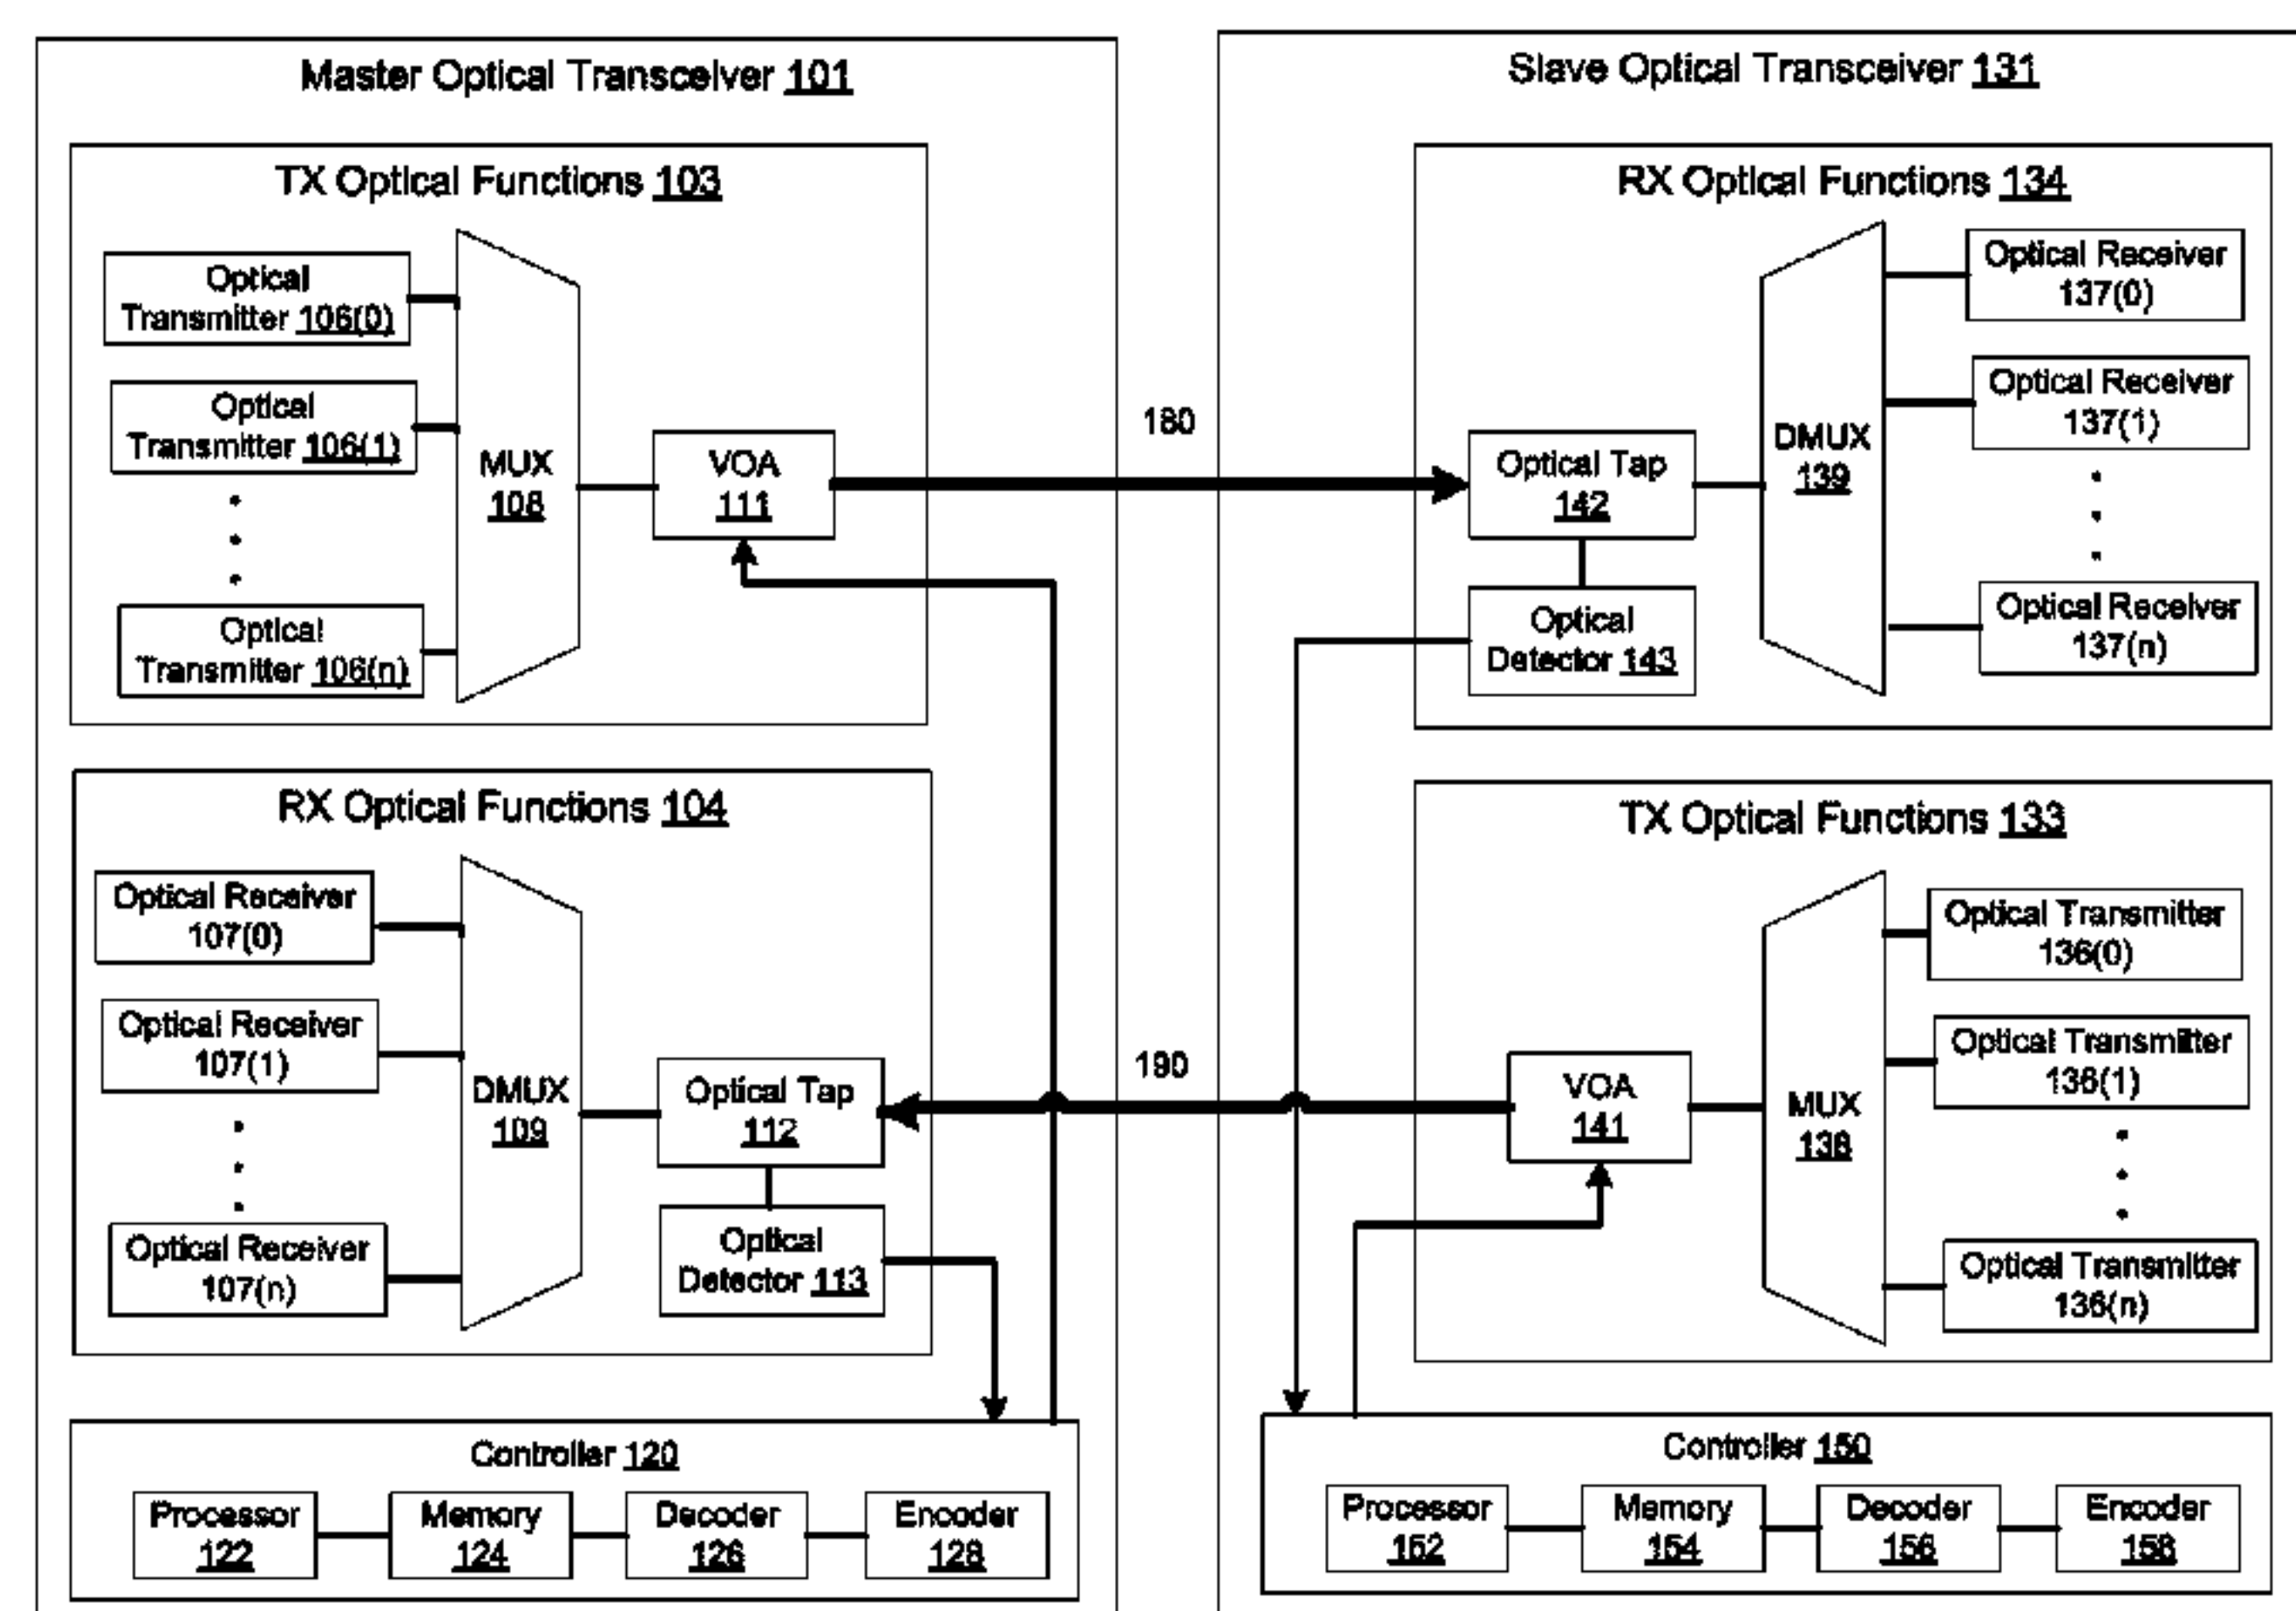 Master Optical Transceiver 101
TX Optical Functions 103
Optical
Transmitter 106(0)
Optical
Transmitter 106(1)
Optical
Transmitter 106(n)
MUX
108
VOA
111
RX Optical Functions 104
Optical Receiver
107(0)
Optical Receiver
107(1)
Optical Receiver
107(n)
DMUX
109
Optical Tap
112
Optical
Detector 113
Controller 120
Processor
122
Memory
124
Decoder
126
Encoder
128
180
190
Slave Optical Transceiver 131
RX Optical Functions 134
Optical Tap
142
Optical
Detector 143
DMUX
139
Optical Receiver
137(0)
Optical Receiver
137(1)
Optical Receiver
137(n)
TX Optical Functions 133
VOA
141
MUX
138
Optical Transmitter
136(0)
Optical Transmitter
136(1)
Optical Transmitter
136(n)
Controller 150
Processor
152
Memory
154
Decoder
156
Encoder
158